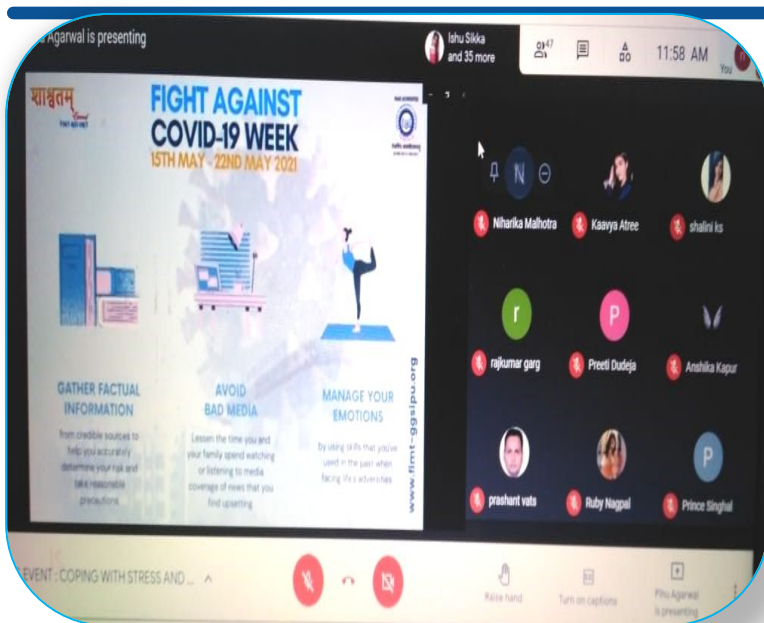 Agarwal is presenting
Ishu Sikka
and 35 more
47
11:58 AM
You
शाश्वतम्
FIGHT AGAINST
COVID-19 WEEK
15TH MAY - 22ND MAY 2021
N
Niharika Malhotra
Kaavya Atree
shalini ks
r
rajkumar garg
P
Preeti Dudeja
Anshika Kapur
prashant vats
Ruby Nagpal
P
Prince Singhal
GATHER FACTUAL
INFORMATION
from credible sources to
help you accurately
determine your risk and
take reasonable
precautions
AVOID
BAD MEDIA
Lessen the time you and
your family spend watching
or listening to media
coverage of news that you
find upsetting
MANAGE YOUR
EMOTIONS
by using skills that you've
used in the past when
facing life's adversities
www.fimt-ggsipu.org
EVENT : COPING WITH STRESS AND ...
Raise hand
Turn on captions
Pihu Agarwal
is presenting